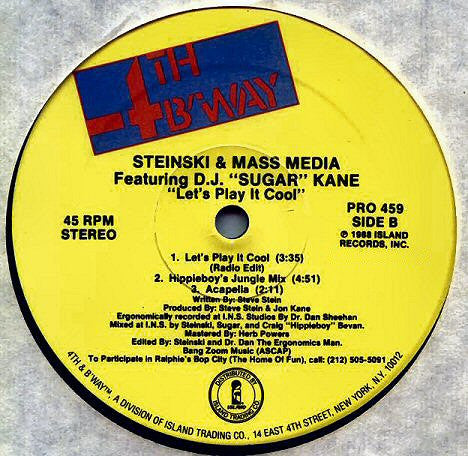 4TH
B'WAY
STEINSKI & MASS MEDIA
Featuring D.J. "SUGAR" KANE
"Let's Play It Cool"
45 RPM
STEREO
PRO 459
SIDE B
℗ 1988 ISLAND
RECORDS, INC.
1. Let's Play it Cool (3:35)
(Radio Edit)
2. Hippieboy's Jungle Mix (4:51)
3. Acapella (2:11)
Written By: Steve Stein
Produced By: Steve Stein & Jon Kane
Ergonomically recorded at I.N.S. Studios By Dr. Dan Sheehan
Mixed at I.N.S. by Steinski, Sugar, and Craig "Hippieboy" Bevan.
Mastered By: Herb Powers
Edited By: Steinski and Dr. Dan The Ergonomics Man.
Bang Zoom Music (ASCAP)
To Participate in Ralphie's Bop City (The Home Of Fun), call: (212) 505-5091
DISTRIBUTED BY
ISLAND
ISLAND TRADING CO.
4TH & B'WAY™, A DIVISION OF ISLAND TRADING CO., 14 EAST 4TH STREET, NEW YORK, N.Y. 10012